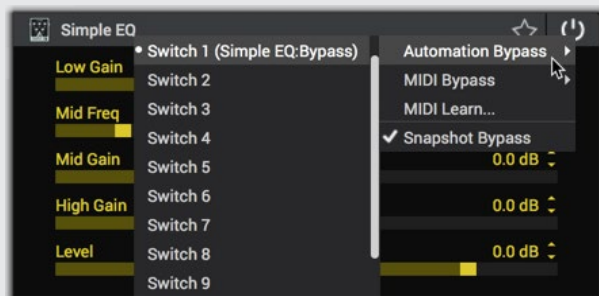 Simple EQ
Low Gain
Mid Freq
Mid Gain
0.0 dB
High Gain
0.0 dB
Level
0.0 dB
Switch 1 (Simple EQ:Bypass)
Switch 2
Switch 3
Switch 4
Switch 5
Switch 6
Switch 7
Switch 8
Switch 9
Automation Bypass
MIDI Bypass
MIDI Learn...
Snapshot Bypass